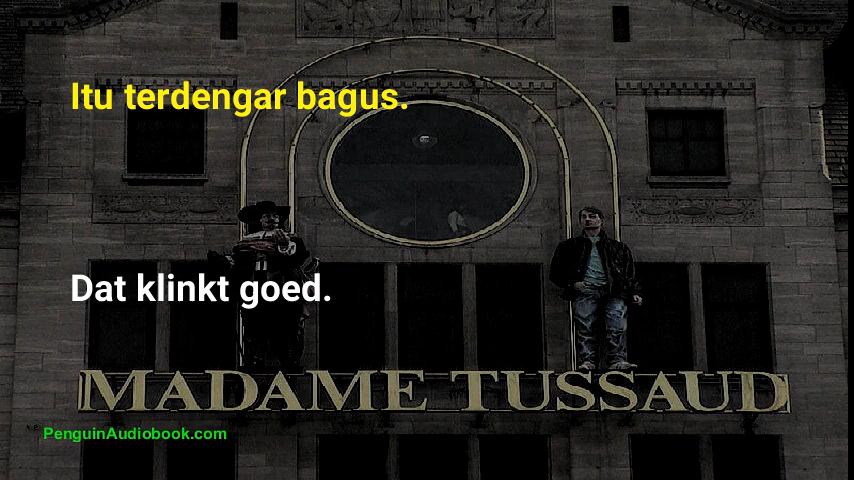 Itu terdengar bagus.
Dat klinkt goed.
MADAME TUSSAUD
PenguinAudiobook.com